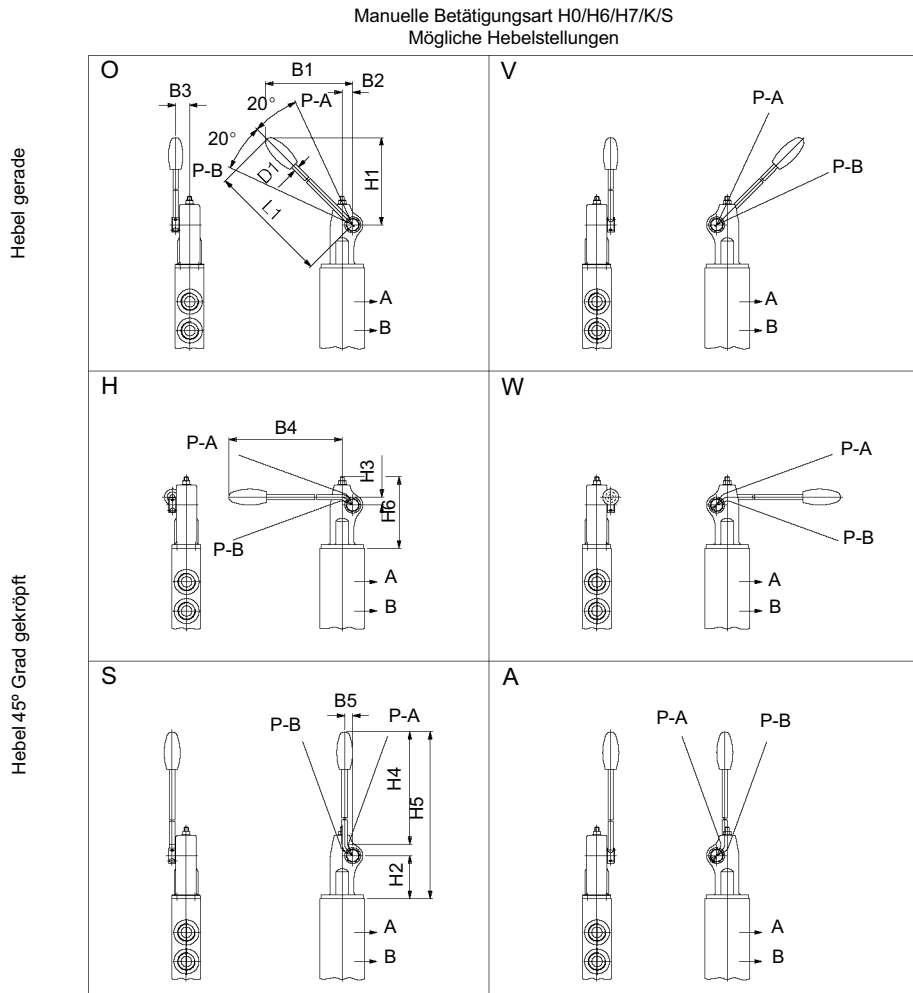 Manuelle Betätigungsart H0/H6/H7/K/S
Mögliche Hebelstellungen
Hebel gerade
Hebel 45º Grad gekröpft
O
B1
B2
B3
20°
P-A
20°
P-B
D1
L1
H1
A
B
V
P-A
P-B
A
B
H
B4
P-A
H3
H6
P-B
A
B
W
P-A
P-B
A
B
S
B5
P-B
P-A
H4
H5
H2
A
B
A
P-A
P-B
A
B